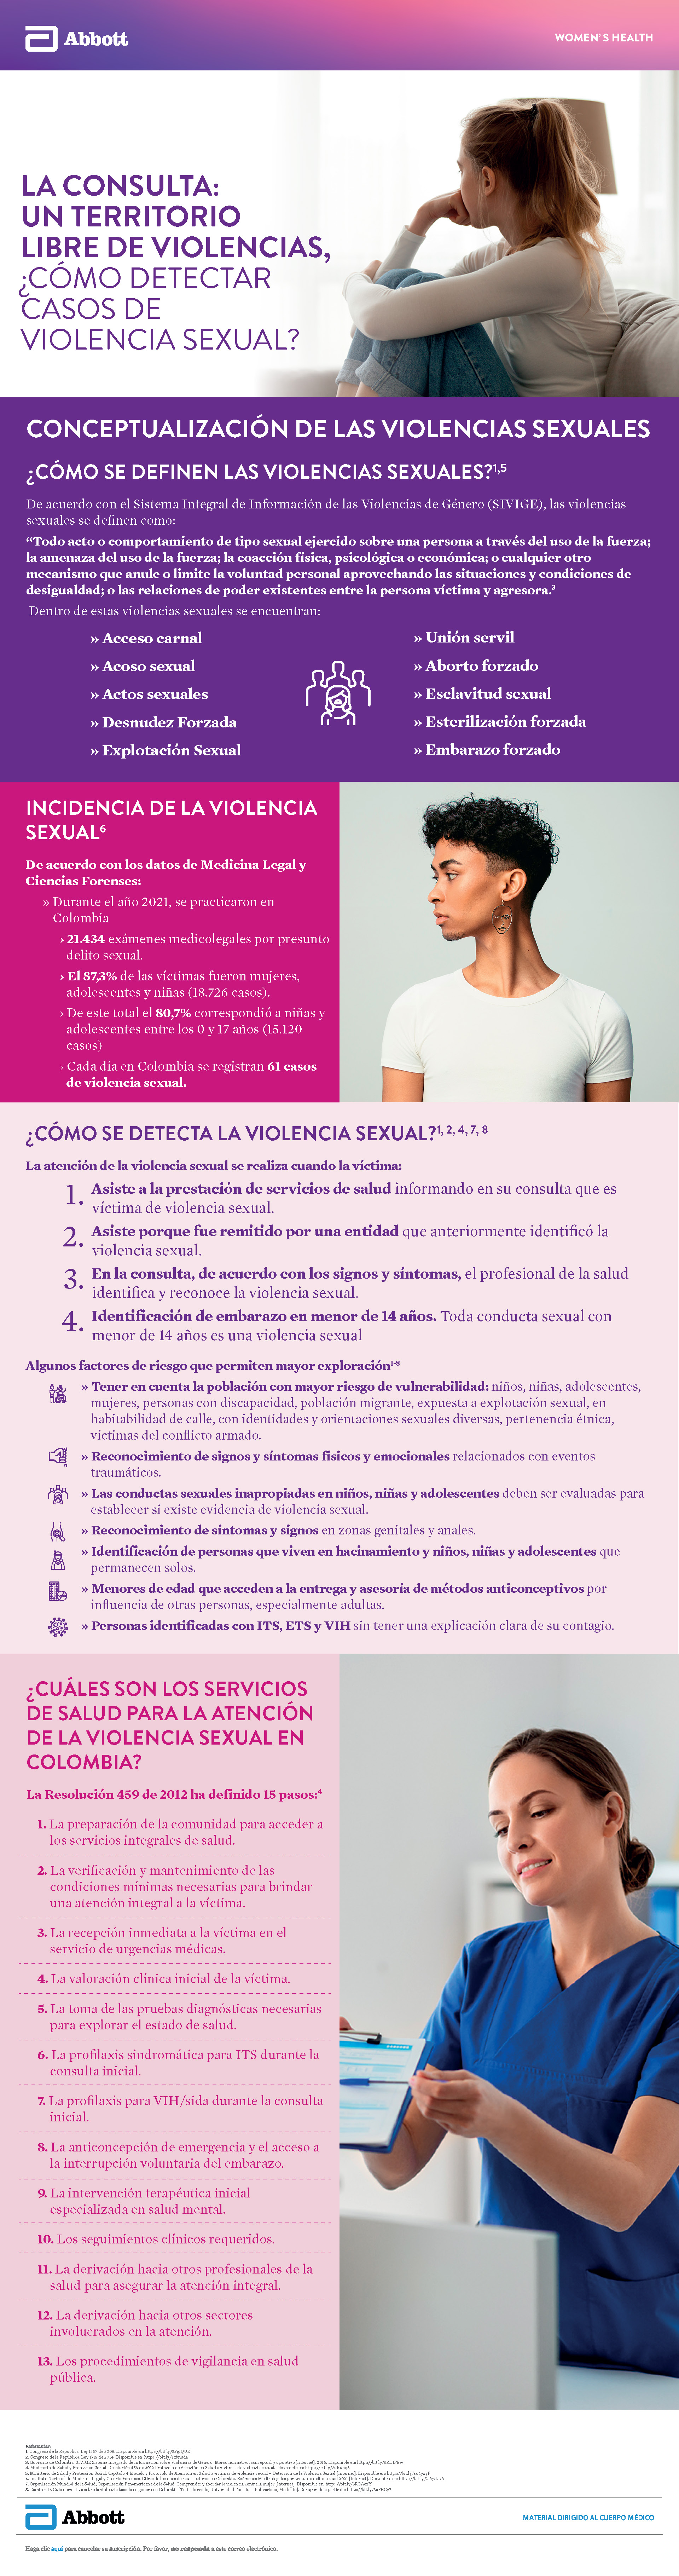 Abbott
WOMEN' S HEALTH
LA CONSULTA:
UN TERRITORIO
LIBRE DE VIOLENCIAS,
¿CÓMO DETECTAR
CASOS DE
VIOLENCIA SEXUAL?
CONCEPTUALIZACIÓN DE LAS VIOLENCIAS SEXUALES
¿CÓMO SE DEFINEN LAS VIOLENCIAS SEXUALES?1,5
De acuerdo con el Sistema Integral de Información de las Violencias de Género (SIVIGE), las violencias
sexuales se definen como:
“Todo acto o comportamiento de tipo sexual ejercido sobre una persona a través del uso de la fuerza;
la amenaza del uso de la fuerza; la coacción física, psicológica o económica; o cualquier otro
mecanismo que anule o limite la voluntad personal aprovechando las situaciones y condiciones de
desigualdad; o las relaciones de poder existentes entre la persona víctima y agresora.3
Dentro de estas violencias sexuales se encuentran:
» Acceso carnal
» Acoso sexual
» Actos sexuales
» Desnudez Forzada
» Explotación Sexual
» Unión servil
» Aborto forzado
» Esclavitud sexual
» Esterilización forzada
» Embarazo forzado
INCIDENCIA DE LA VIOLENCIA
SEXUAL6
De acuerdo con los datos de Medicina Legal y
Ciencias Forenses:
» Durante el año 2021, se practicaron en
Colombia
› 21.434 exámenes medicolegales por presunto
delito sexual.
› El 87,3% de las víctimas fueron mujeres,
adolescentes y niñas (18.726 casos).
› De este total el 80,7% correspondió a niñas y
adolescentes entre los 0 y 17 años (15.120
casos)
› Cada día en Colombia se registran 61 casos
de violencia sexual.
¿CÓMO SE DETECTA LA VIOLENCIA SEXUAL?1, 2, 4, 7, 8
La atención de la violencia sexual se realiza cuando la víctima:
1. Asiste a la prestación de servicios de salud informando en su consulta que es
víctima de violencia sexual.
2. Asiste porque fue remitido por una entidad que anteriormente identificó la
violencia sexual.
3. En la consulta, de acuerdo con los signos y síntomas, el profesional de la salud
identifica y reconoce la violencia sexual.
4. Identificación de embarazo en menor de 14 años. Toda conducta sexual con
menor de 14 años es una violencia sexual
Algunos factores de riesgo que permiten mayor exploración1-8
» Tener en cuenta la población con mayor riesgo de vulnerabilidad: niños, niñas, adolescentes,
mujeres, personas con discapacidad, población migrante, expuesta a explotación sexual, en
habitabilidad de calle, con identidades y orientaciones sexuales diversas, pertenencia étnica,
víctimas del conflicto armado.
» Reconocimiento de signos y síntomas físicos y emocionales relacionados con eventos
traumáticos.
» Las conductas sexuales inapropiadas en niños, niñas y adolescentes deben ser evaluadas para
establecer si existe evidencia de violencia sexual.
» Reconocimiento de síntomas y signos en zonas genitales y anales.
» Identificación de personas que viven en hacinamiento y niños, niñas y adolescentes que
permanecen solos.
» Menores de edad que acceden a la entrega y asesoría de métodos anticonceptivos por
influencia de otras personas, especialmente adultas.
» Personas identificadas con ITS, ETS y VIH sin tener una explicación clara de su contagio.
¿CUÁLES SON LOS SERVICIOS
DE SALUD PARA LA ATENCIÓN
DE LA VIOLENCIA SEXUAL EN
COLOMBIA?
La Resolución 459 de 2012 ha definido 15 pasos:4
1. La preparación de la comunidad para acceder a
los servicios integrales de salud.
2. La verificación y mantenimiento de las
condiciones mínimas necesarias para brindar
una atención integral a la víctima.
3. La recepción inmediata a la víctima en el
servicio de urgencias médicas.
4. La valoración clínica inicial de la víctima.
5. La toma de las pruebas diagnósticas necesarias
para explorar el estado de salud.
6. La profilaxis sindromática para ITS durante la
consulta inicial.
7. La profilaxis para VIH/sida durante la consulta
inicial.
8. La anticoncepción de emergencia y el acceso a
la interrupción voluntaria del embarazo.
9. La intervención terapéutica inicial
especializada en salud mental.
10. Los seguimientos clínicos requeridos.
11. La derivación hacia otros profesionales de la
salud para asegurar la atención integral.
12. La derivación hacia otros sectores
involucrados en la atención.
13. Los procedimientos de vigilancia en salud
pública.
Referencias:
Abbott
MATERIAL DIRIGIDO AL CUERPO MÉDICO
Haga clic aquí para cancelar su suscripción. Por favor, no responda a este correo electrónico.